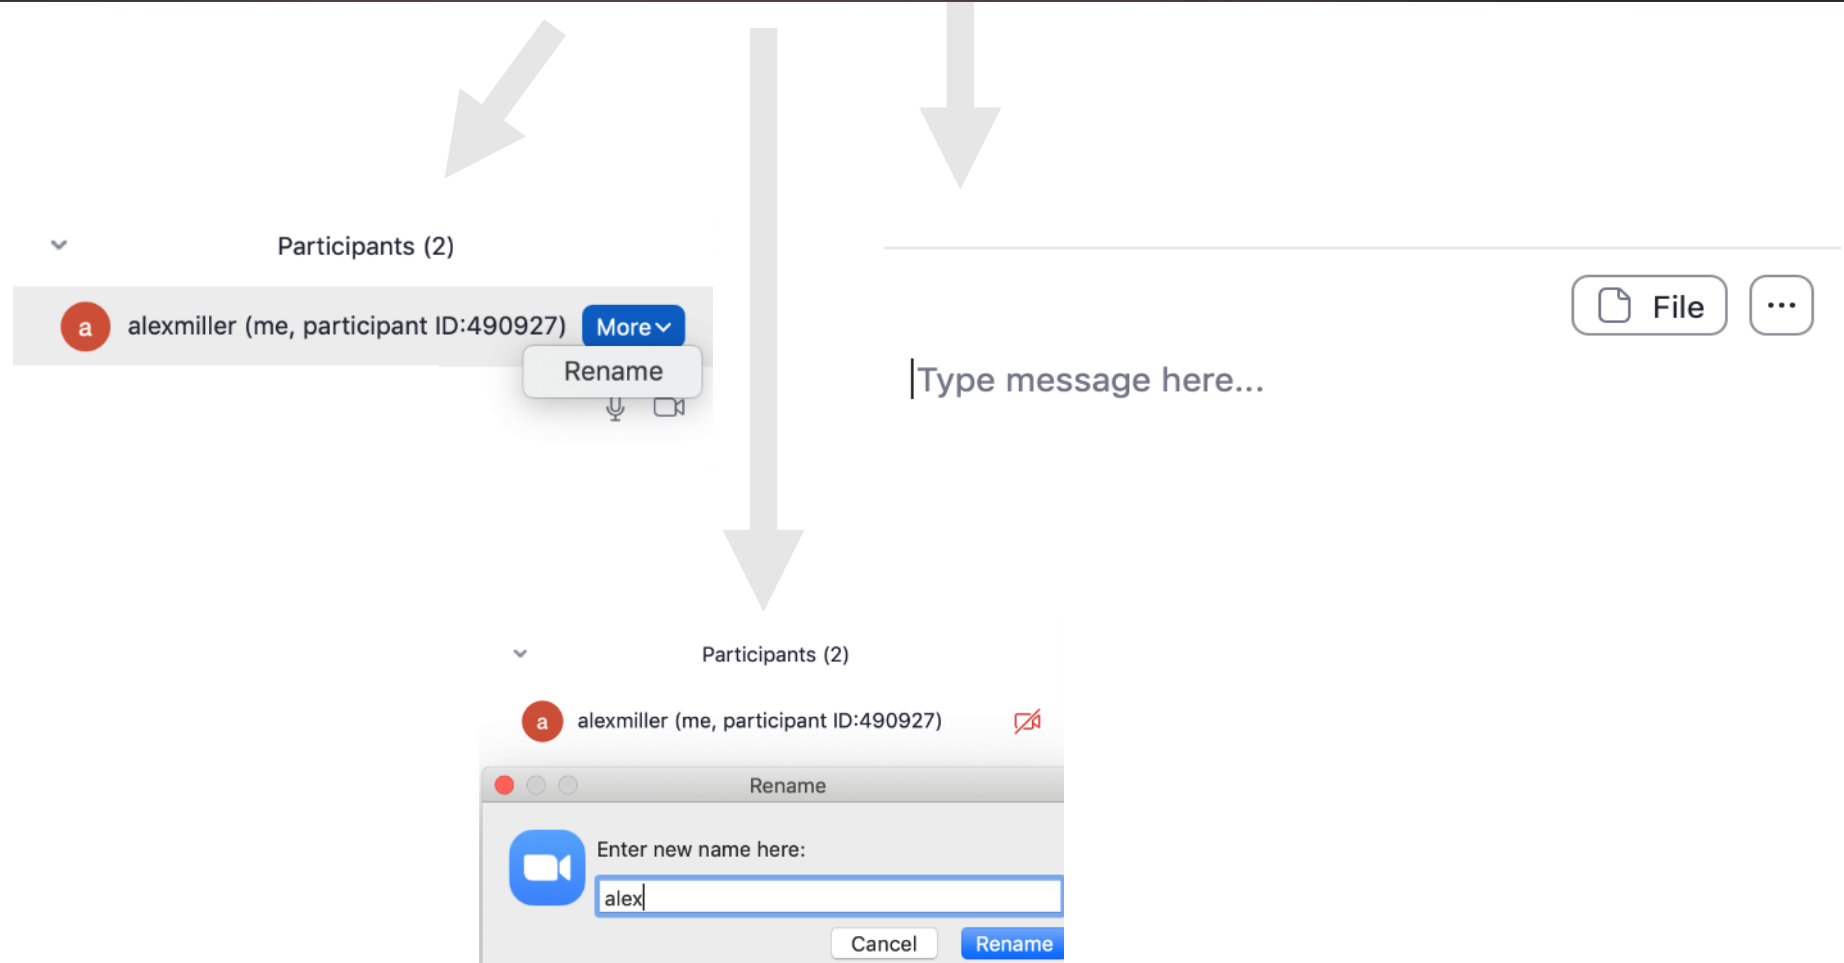 Participants (2)
a alexmiller (me, participant ID:490927) More
Rename
File ...
Type message here...
Participants (2)
a alexmiller (me, participant ID:490927)
Rename
Enter new name here:
alex
Cancel Rename